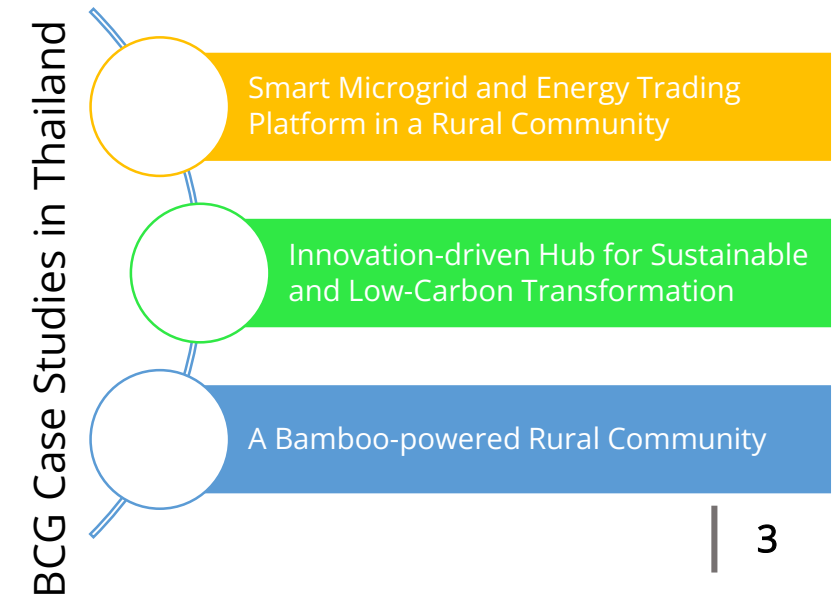 BCG Case Studies in Thailand
Smart Microgrid and Energy Trading
Platform in a Rural Community
Innovation-driven Hub for Sustainable
and Low-Carbon Transformation
A Bamboo-powered Rural Community
3